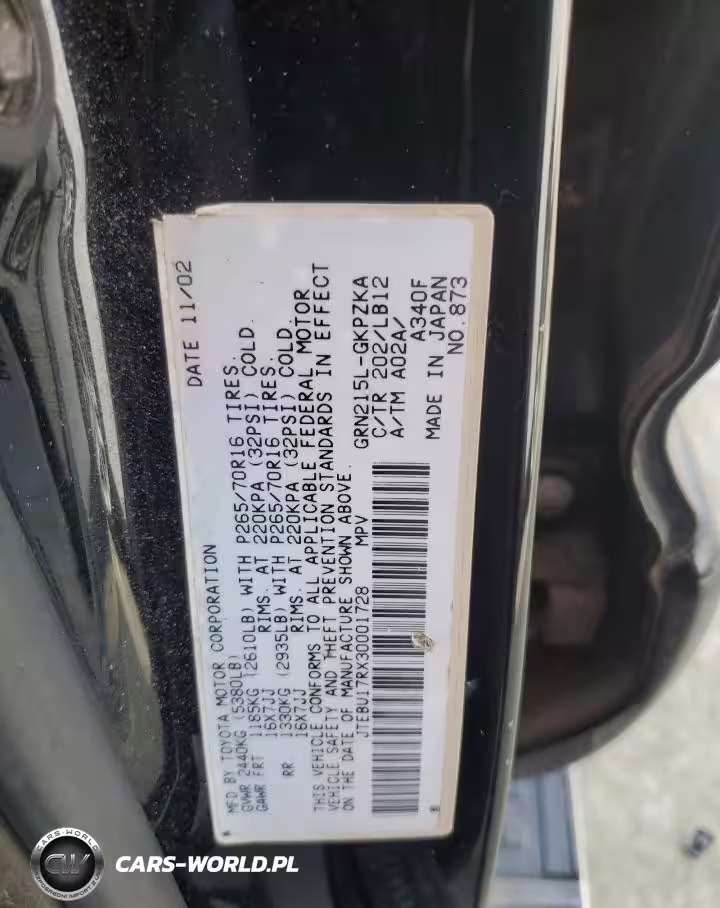 DATE 11/02
MFD BY TOYOTA MOTOR CORPORATION
GVWR 2440KG (5380LB)
GAWR FRT 1185KG (2610LB) WITH P265/70R16 TIRES.
16X7JJ RIMS. AT 220KPA (32PSI) COLD.
RR 1330KG (2935LB) WITH P265/70R16 TIRES.
16X7JJ RIMS. AT 220KPA (32PSI) COLD.
THIS VEHICLE CONFORMS TO ALL APPLICABLE FEDERAL MOTOR
VEHICLE SAFETY AND THEFT PREVENTION STANDARDS IN EFFECT
ON THE DATE OF MANUFACTURE SHOWN ABOVE.
JTEBU17RX30001728 MPV
GRN215L-GKPZKA
C/TR 202/LB12
A/TM A02A/
A340F
MADE IN JAPAN
NO.873
CARS-WORLD
CW
CARS-WORLD.PL